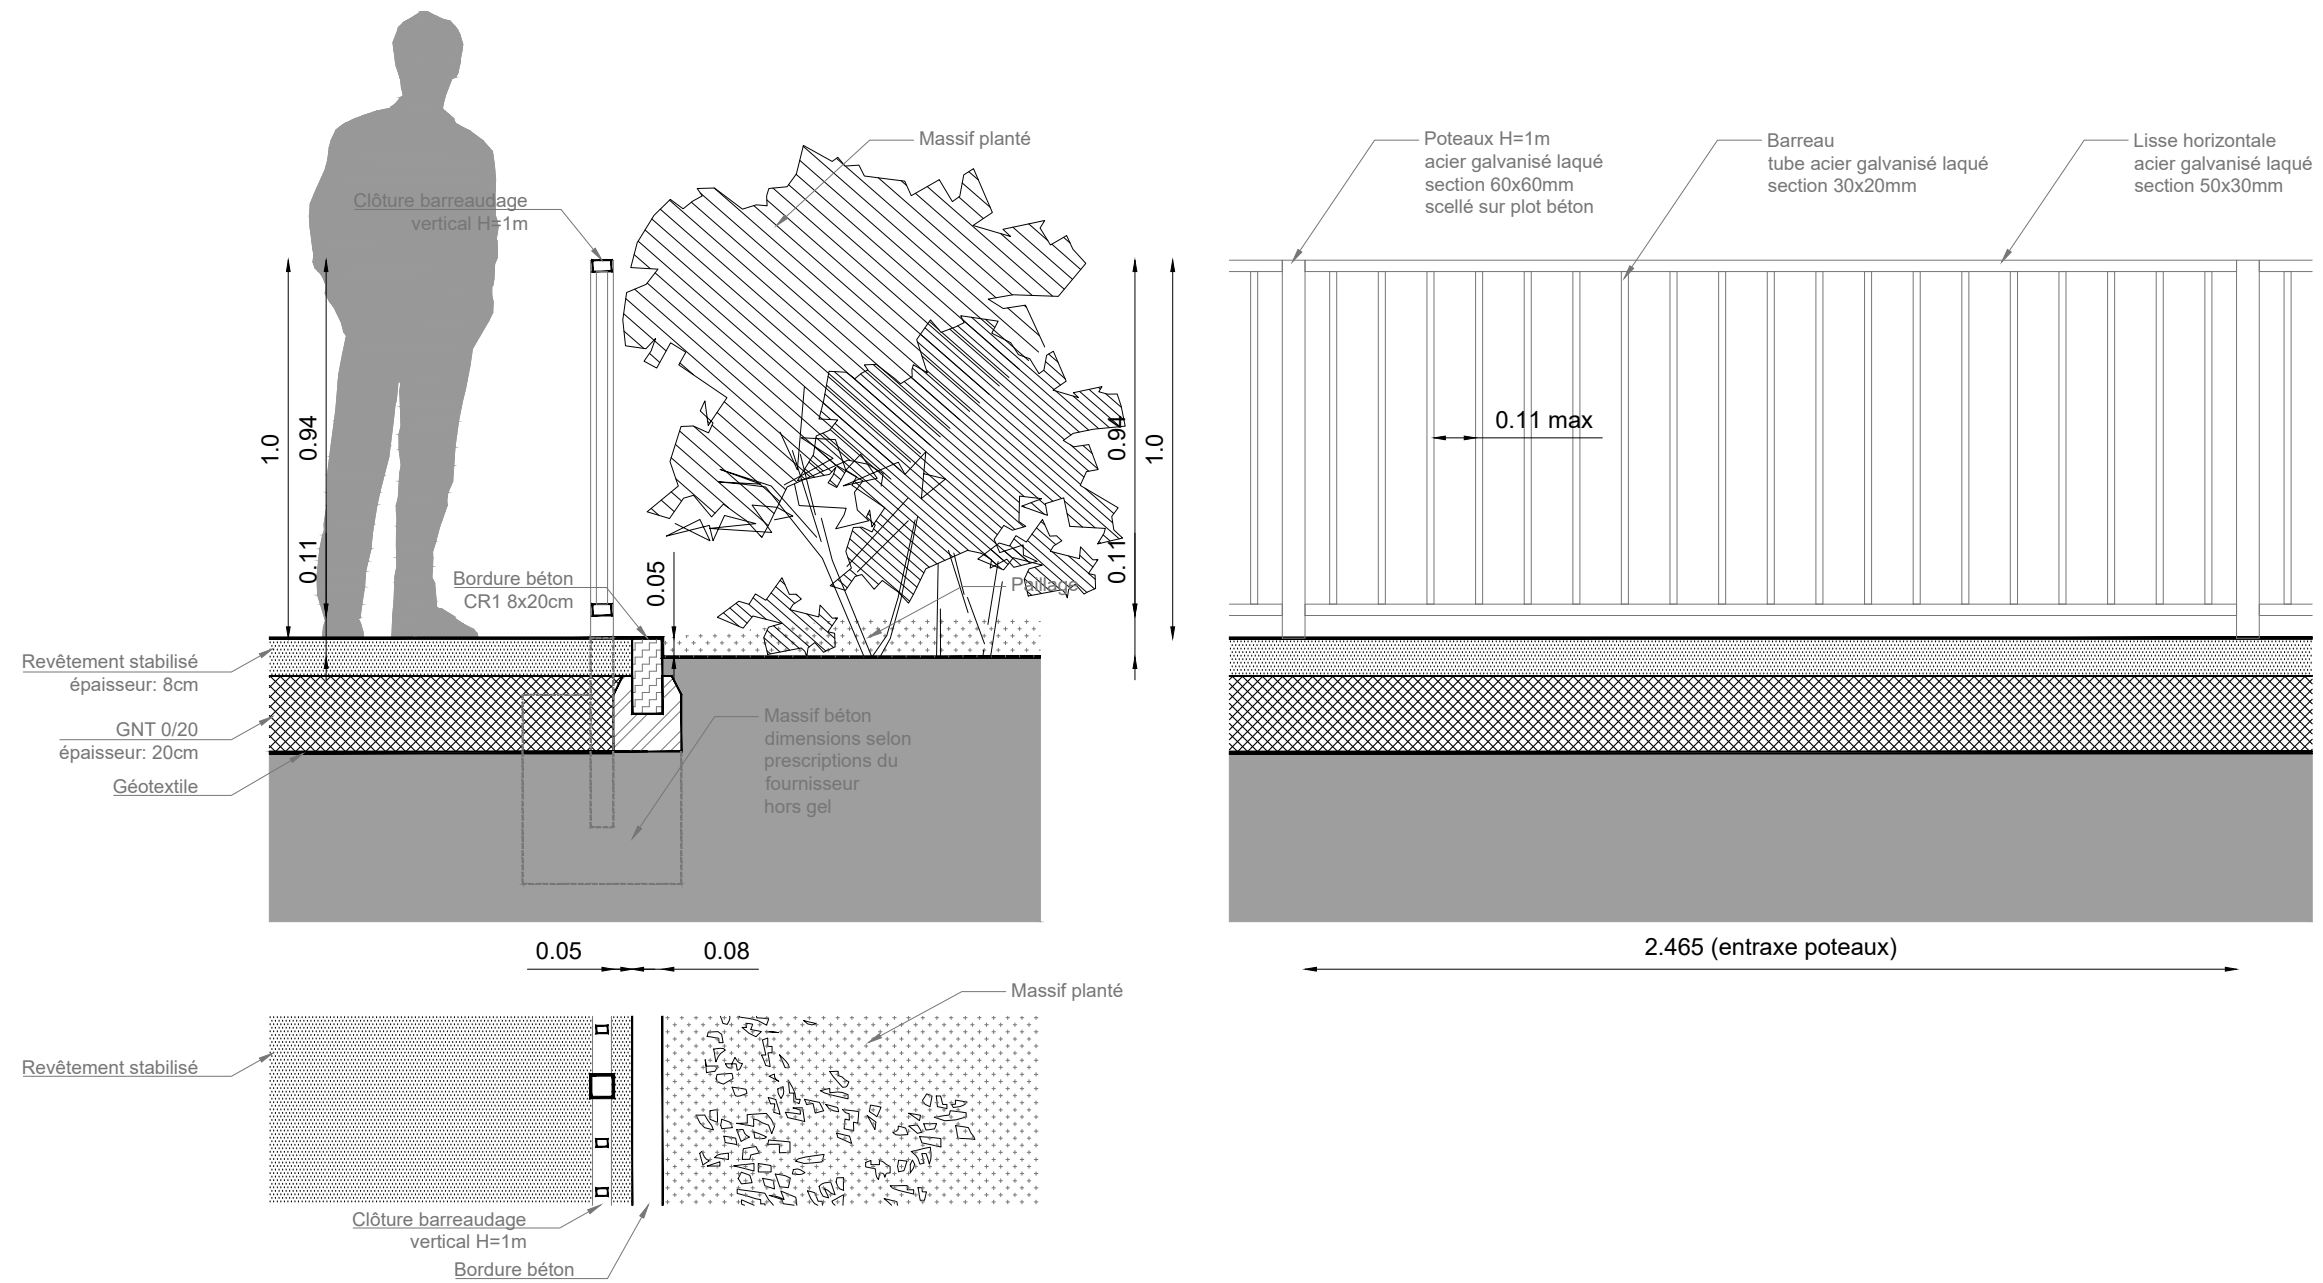 Massif planté
Clôture barreaudage
vertical H=1m
Poteaux H=1m
acier galvanisé laqué
section 60x60mm
scellé sur plot béton
Barreau
tube acier galvanisé laqué
section 30x20mm
Lisse horizontale
acier galvanisé laqué
section 50x30mm
1.0
0.94
0.11
0.94
1.0
0.11
0.11 max
Bordure béton
CR1 8x20cm
0.05
Paillage
Revêtement stabilisé
épaisseur: 8cm
GNT 0/20
épaisseur: 20cm
Géotextile
Massif béton
dimensions selon
prescriptions du
fournisseur
hors gel
0.05
0.08
2.465 (entraxe poteaux)
Massif planté
Revêtement stabilisé
Clôture barreaudage
vertical H=1m
Bordure béton